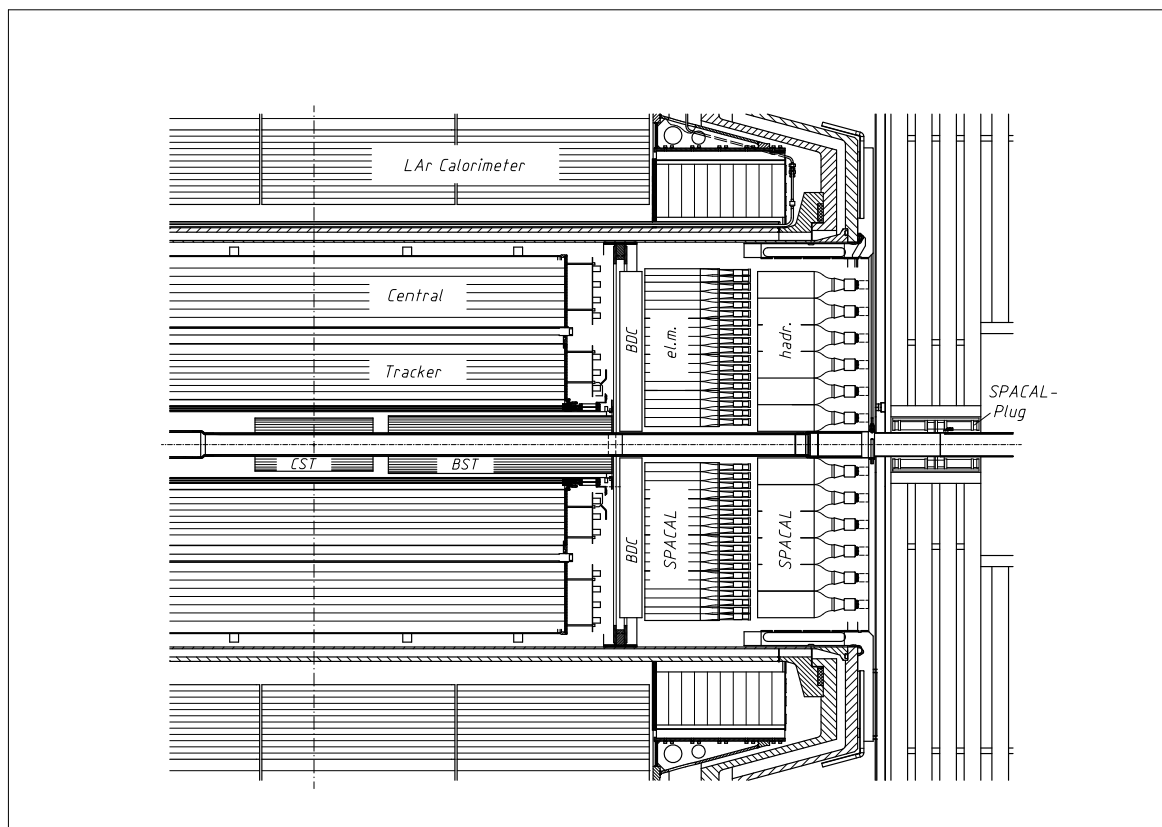 LAr Calorimeter
Central
Tracker
BDC
el.m.
hadr.
SPACAL-
Plug
CST
BST
BDC
SPACAL
SPACAL